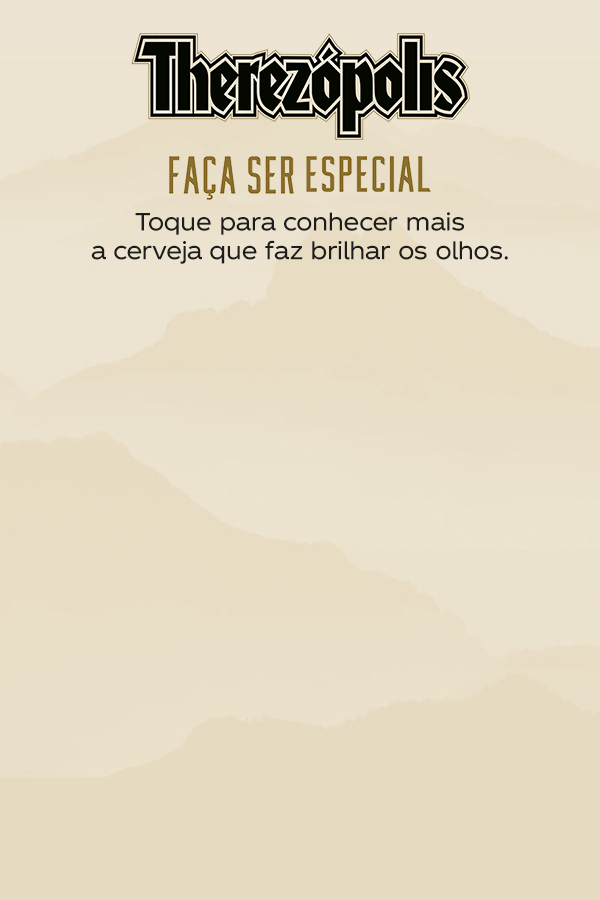 Therezópolis
FAÇA SER ESPECIAL
Toque para conhecer mais
a cerveja que faz brilhar os olhos.